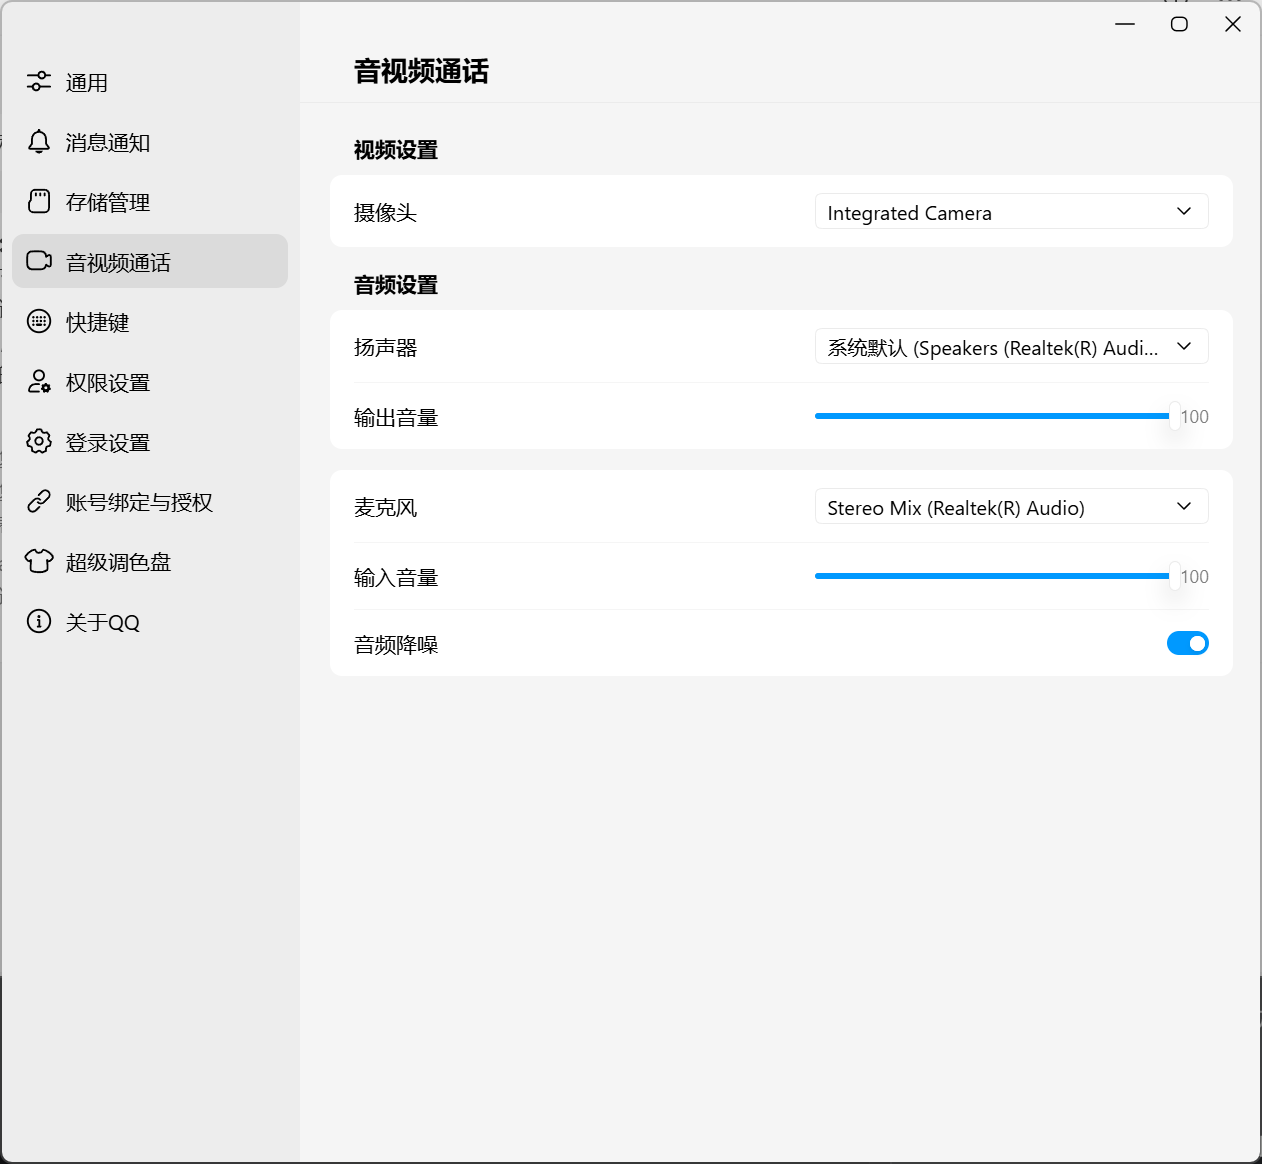 通用
消息通知
存储管理
音视频通话
快捷键
权限设置
登录设置
账号绑定与授权
超级调色盘
关于QQ
音视频通话
视频设置
摄像头
Integrated Camera
音频设置
扬声器
系统默认 (Speakers (Realtek(R) Audi...
输出音量
100
麦克风
Stereo Mix (Realtek(R) Audio)
输入音量
100
音频降噪